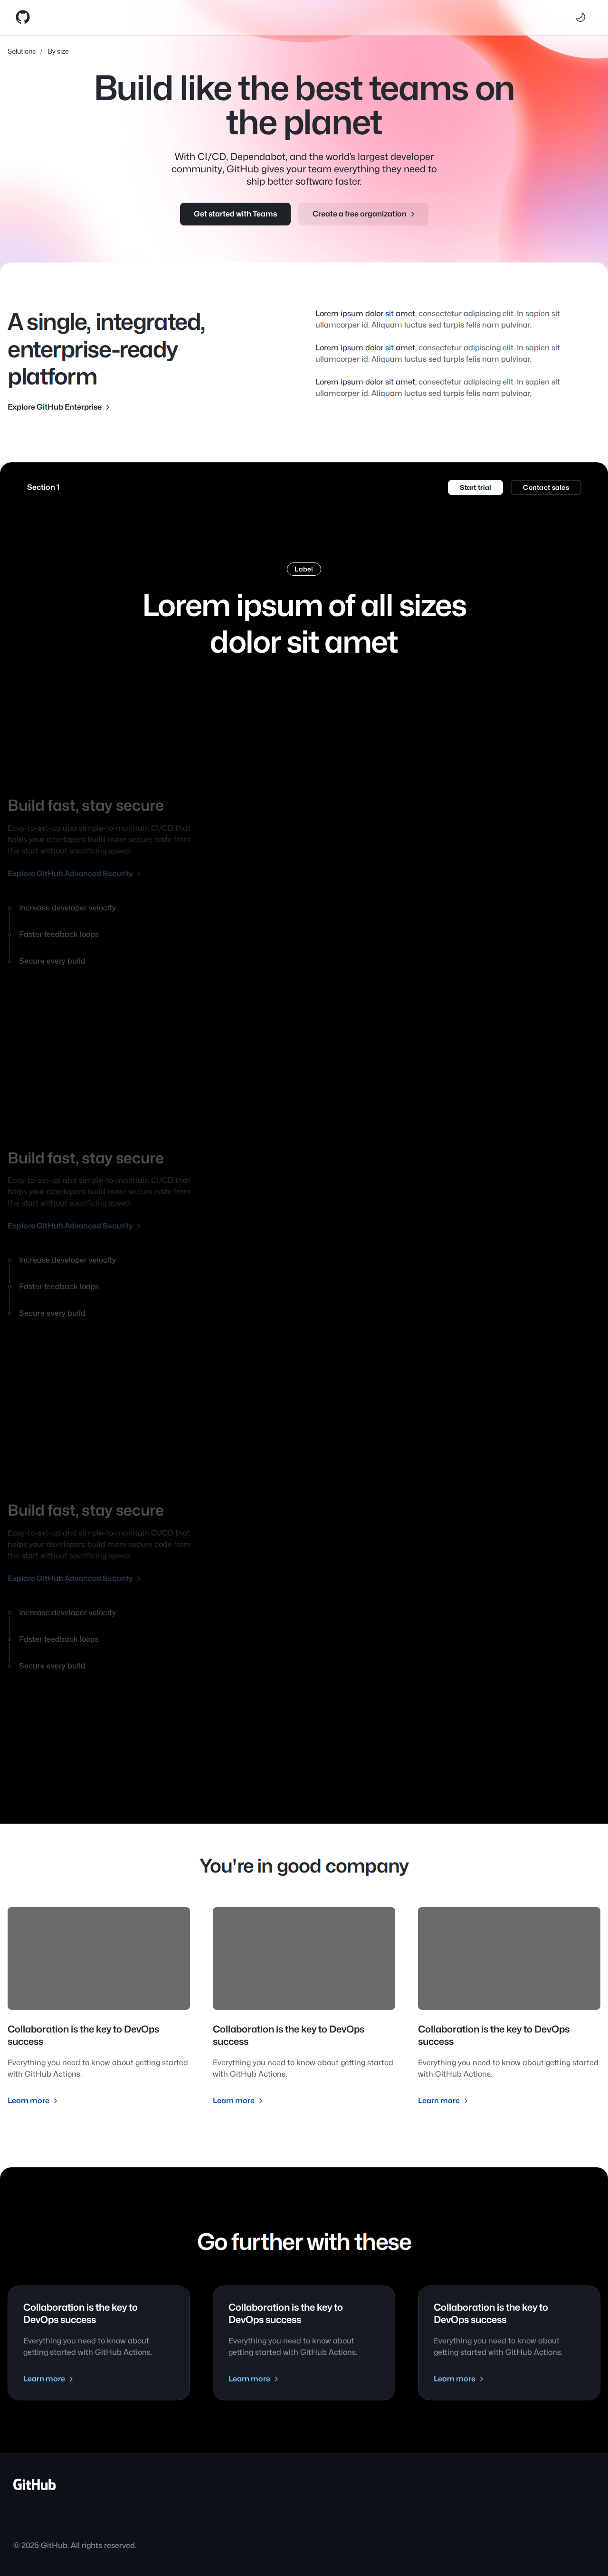 Solutions / By size
Build like the best teams on
the planet
With CI/CD, Dependabot, and the world's largest developer
community, GitHub gives your team everything they need to
ship better software faster.
Get started with Teams
Create a free organization
A single, integrated,
enterprise-ready
platform
Explore GitHub Enterprise
Lorem ipsum dolor sit amet, consectetur adipiscing elit. In sapien sit
ullamcorper id. Aliquam luctus sed turpis felis nam pulvinar.
Lorem ipsum dolor sit amet, consectetur adipiscing elit. In sapien sit
ullamcorper id. Aliquam luctus sed turpis felis nam pulvinar.
Lorem ipsum dolor sit amet, consectetur adipiscing elit. In sapien sit
ullamcorper id. Aliquam luctus sed turpis felis nam pulvinar.
Section 1
Start trial
Contact sales
Label
Lorem ipsum of all sizes
dolor sit amet
Build fast, stay secure
Easy-to-set-up and simple-to-maintain CI/CD that
helps your developers build more secure code from
the start without sacrificing speed.
Explore GitHub Advanced Security
Increase developer velocity
Faster feedback loops
Secure every build
Build fast, stay secure
Easy-to-set-up and simple-to-maintain CI/CD that
helps your developers build more secure code from
the start without sacrificing speed.
Explore GitHub Advanced Security
Increase developer velocity
Faster feedback loops
Secure every build
Build fast, stay secure
Easy-to-set-up and simple-to-maintain CI/CD that
helps your developers build more secure code from
the start without sacrificing speed.
Explore GitHub Advanced Security
Increase developer velocity
Faster feedback loops
Secure every build
You're in good company
Collaboration is the key to DevOps
success
Everything you need to know about getting started
with GitHub Actions.
Learn more
Collaboration is the key to DevOps
success
Everything you need to know about getting started
with GitHub Actions.
Learn more
Collaboration is the key to DevOps
success
Everything you need to know about getting started
with GitHub Actions.
Learn more
Go further with these
Collaboration is the key to
DevOps success
Everything you need to know about
getting started with GitHub Actions.
Learn more
Collaboration is the key to
DevOps success
Everything you need to know about
getting started with GitHub Actions.
Learn more
Collaboration is the key to
DevOps success
Everything you need to know about
getting started with GitHub Actions.
Learn more
GitHub
© 2025 GitHub. All rights reserved.